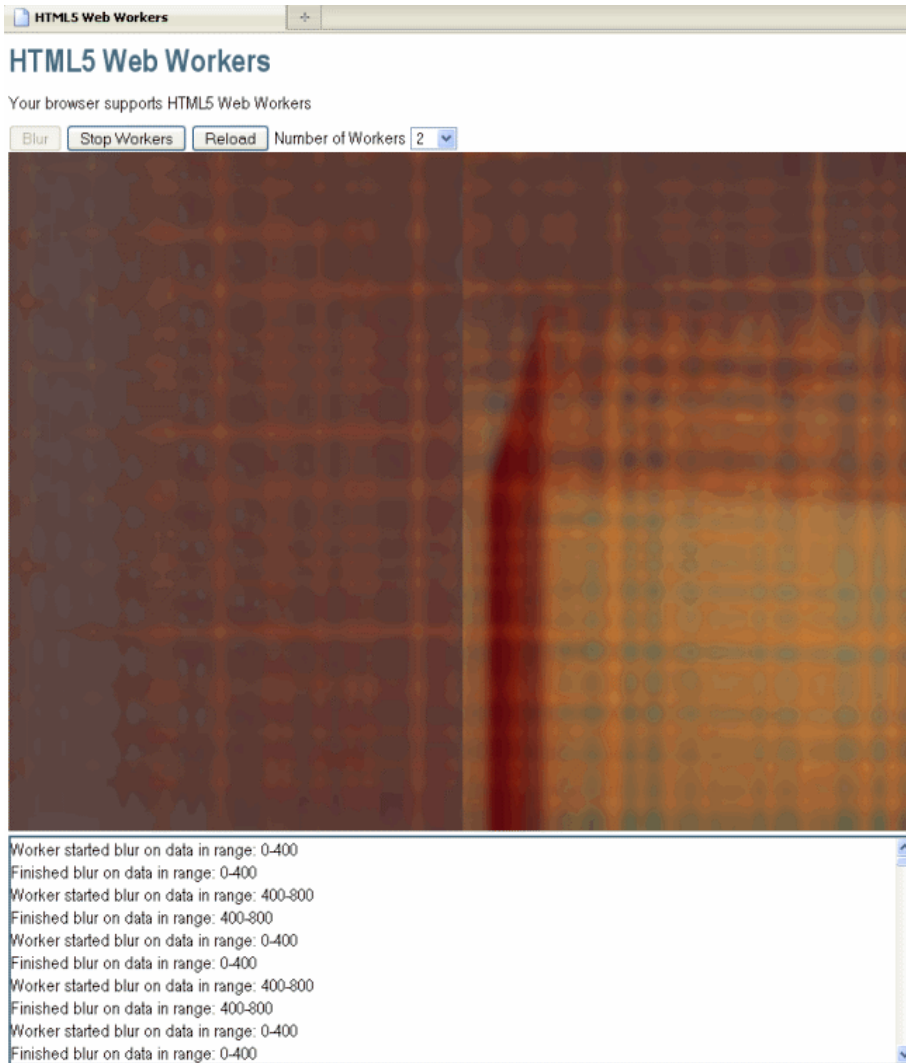 HTML5 Web Workers
HTML5 Web Workers
Your browser supports HTML5 Web Workers
Blur Stop Workers Reload Number of Workers 2
Worker started blur on data in range: 0-400
Finished blur on data in range: 0-400
Worker started blur on data in range: 400-800
Finished blur on data in range: 400-800
Worker started blur on data in range: 0-400
Finished blur on data in range: 0-400
Worker started blur on data in range: 400-800
Finished blur on data in range: 400-800
Worker started blur on data in range: 0-400
Finished blur on data in range: 0-400